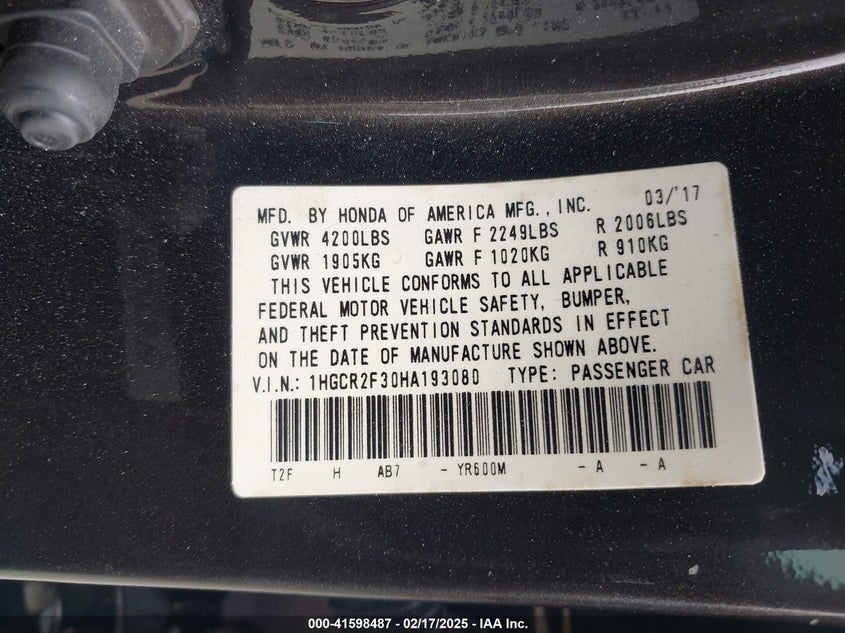 MFD. BY HONDA OF AMERICA MFG., INC. 03/'17
GVWR 4200LBS GAWR F 2249LBS R 2006LBS
GVWR 1905KG GAWR F 1020KG R 910KG
THIS VEHICLE CONFORMS TO ALL APPLICABLE
FEDERAL MOTOR VEHICLE SAFETY, BUMPER,
AND THEFT PREVENTION STANDARDS IN EFFECT
ON THE DATE OF MANUFACTURE SHOWN ABOVE.
V.I.N.: 1HGCR2F30HA193080 TYPE: PASSENGER CAR
T2F H AB7 - YR600M - A - A
000-41598487 - 02/17/2025 - IAA Inc.